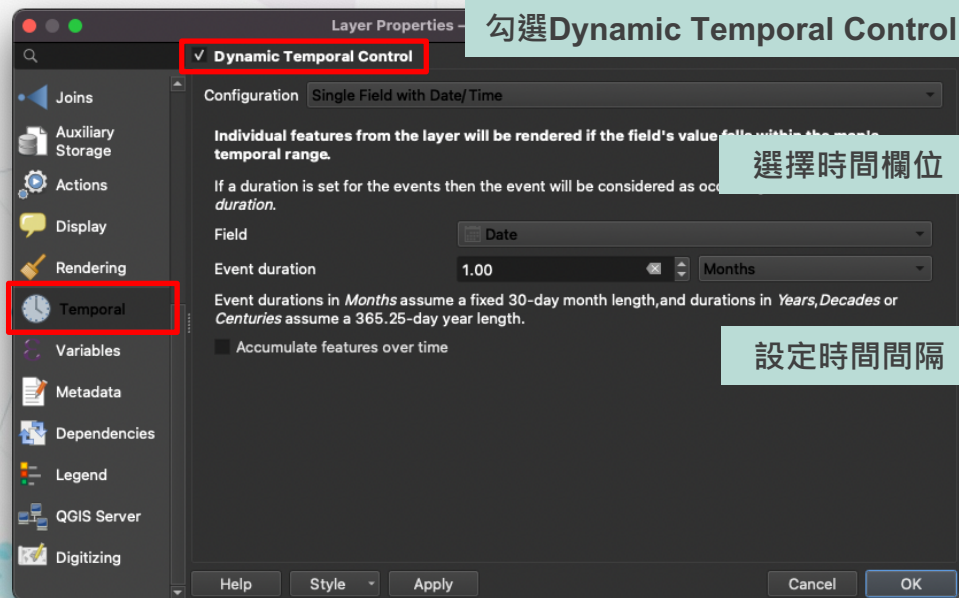 Layer Properties –
勾選Dynamic Temporal Control
Dynamic Temporal Control
Joins
Auxiliary
Storage
Actions
Display
Rendering
Temporal
Variables
Metadata
Dependencies
Legend
QGIS Server
Digitizing
Configuration Single Field with Date/Time
Individual features from the layer will be rendered if the field's value falls within the map's
temporal range.
選擇時間欄位
If a duration is set for the events then the event will be considered as
duration.
Field Date
Event duration 1.00 Months
Event durations in Months assume a fixed 30-day month length,and durations in Years,Decades or
Centuries assume a 365.25-day year length.
設定時間間隔
Accumulate features over time
Help Style Apply Cancel OK